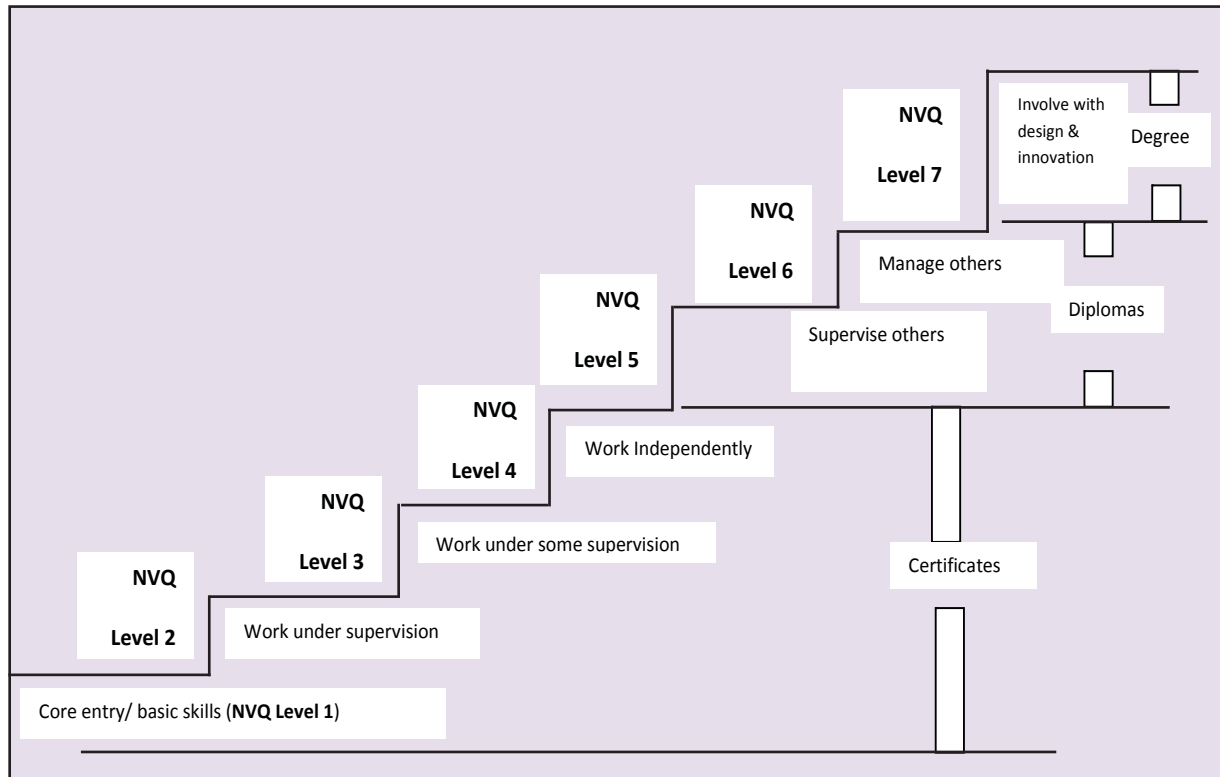 NVQ
Level 7
Involve with
design &
innovation
Degree
NVQ
Level 6
Manage others
Diplomas
NVQ
Level 5
Supervise others
NVQ
Level 4
Work Independently
NVQ
Level 3
Work under some supervision
Certificates
NVQ
Level 2
Work under supervision
Core entry/ basic skills (NVQ Level 1)